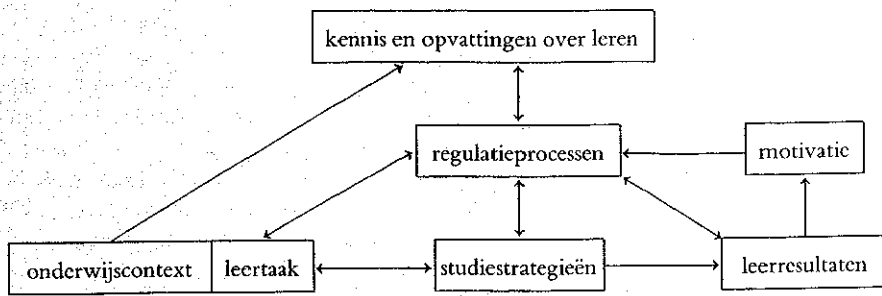 kennis en opvattingen over leren
regulatieprocessen
motivatie
onderwijscontext
leertaak
studiestrategieën
leerresultaten